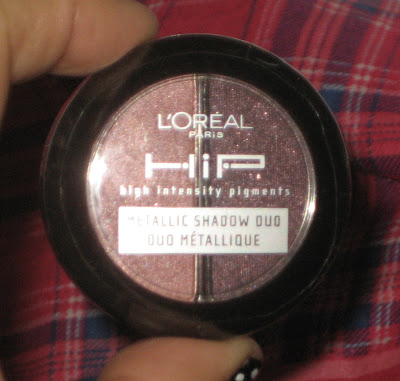 L'ORÉAL
PARIS
HiP
high intensity pigments
METALLIC SHADOW DUO
DUO MÉTALLIQUE